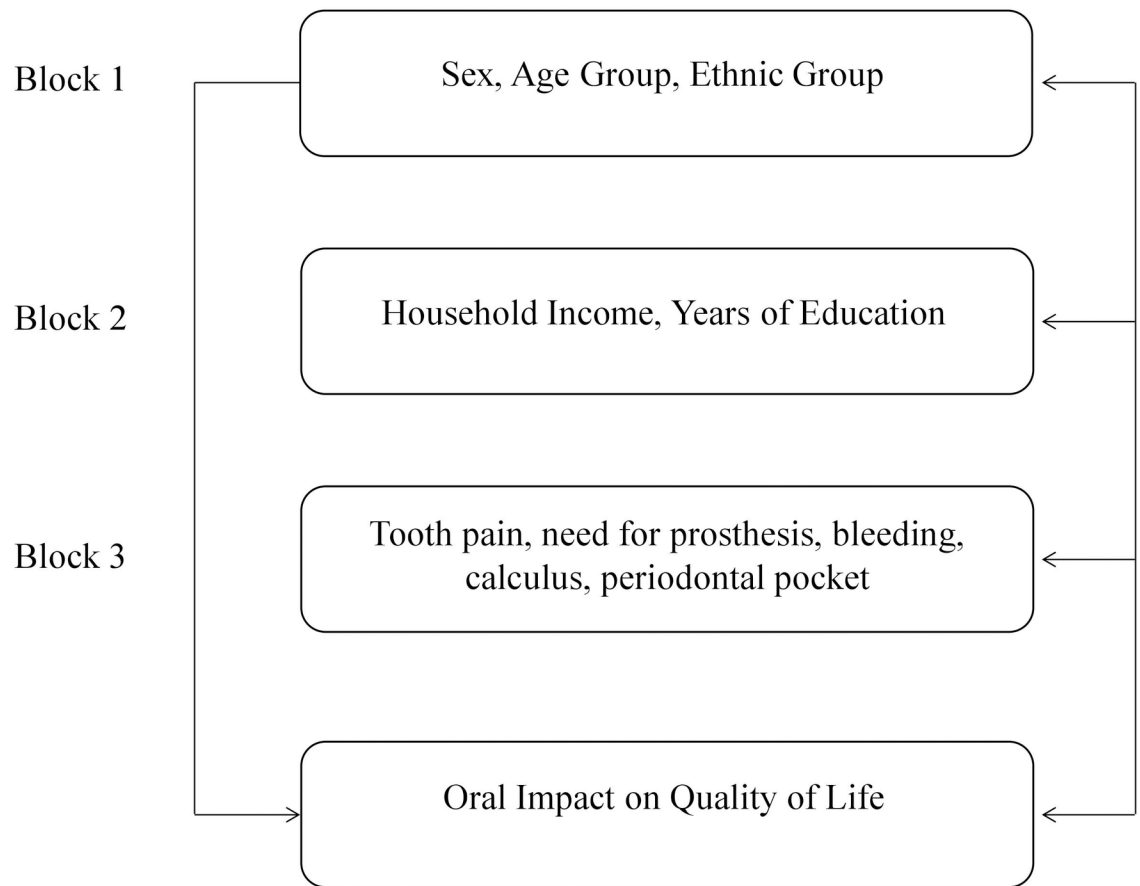 Block 1
Sex, Age Group, Ethnic Group
Block 2
Household Income, Years of Education
Block 3
Tooth pain, need for prosthesis, bleeding,
calculus, periodontal pocket
Oral Impact on Quality of Life